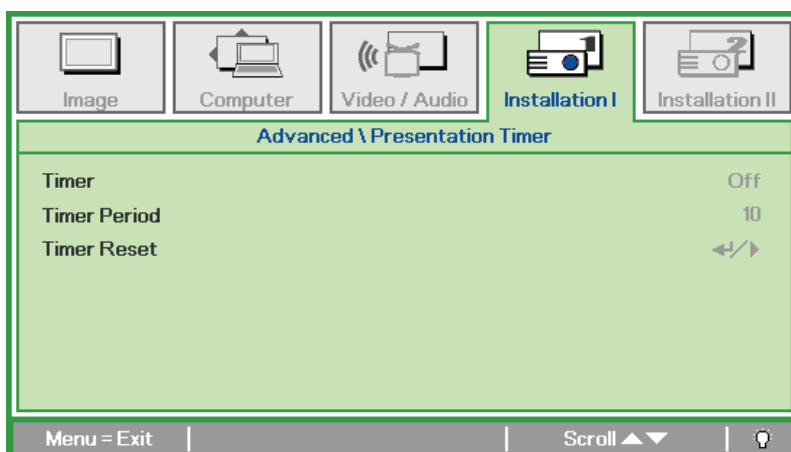 Image
Computer
Video / Audio
Installation I
Installation II
Advanced \ Presentation Timer
Timer Off
Timer Period 10
Timer Reset
Menu = Exit Scroll